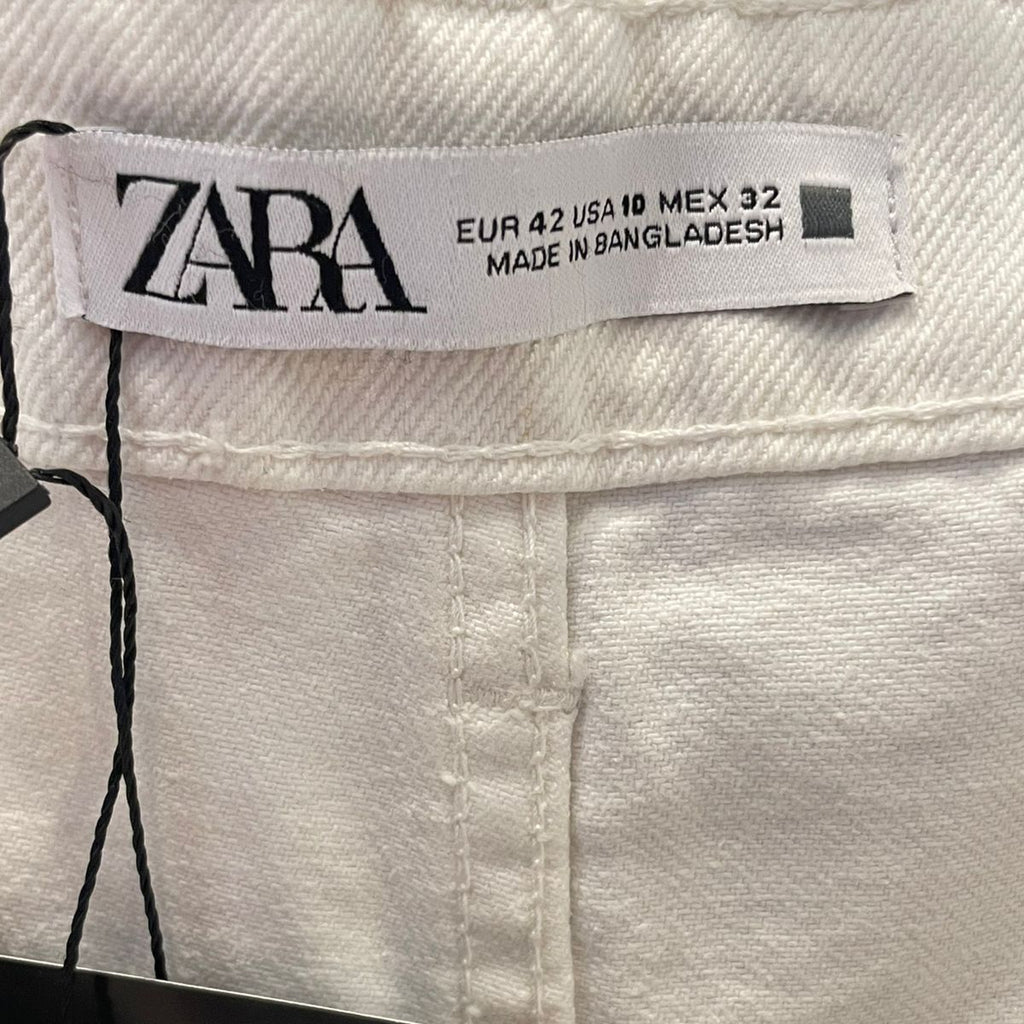 ZARA
EUR 42 USA 10 MEX 32
MADE IN BANGLADESH